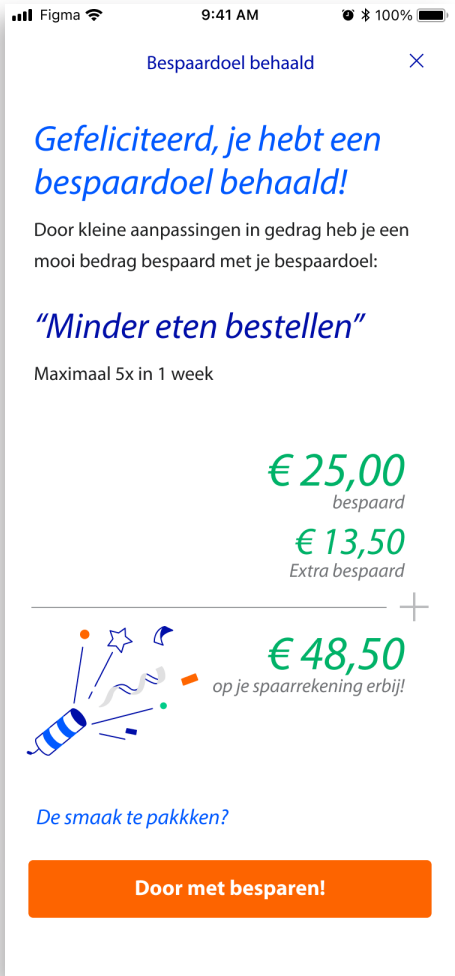 Figma 9:41 AM 100%
Bespaardoel behaald
Gefeliciteerd, je hebt een
bespaardoel behaald!
Door kleine aanpassingen in gedrag heb je een
mooi bedrag bespaard met je bespaardoel:
“Minder eten bestellen”
Maximaal 5x in 1 week
€ 25,00
bespaard
€ 13,50
Extra bespaard
€ 48,50
op je spaarrekening erbij!
De smaak te pakkken?
Door met besparen!